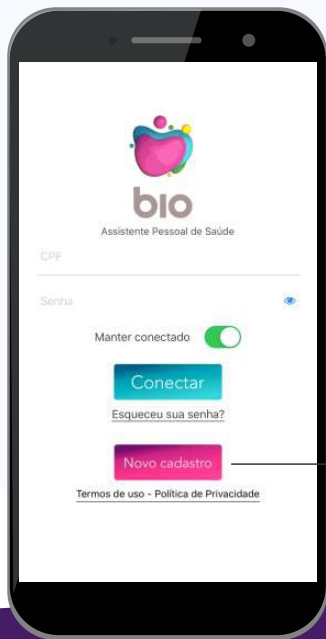 bio
Assistente Pessoal de Saúde
CPF
Senha
Manter conectado
Conectar
Esqueceu sua senha?
Novo cadastro
Termos de uso - Política de Privacidade